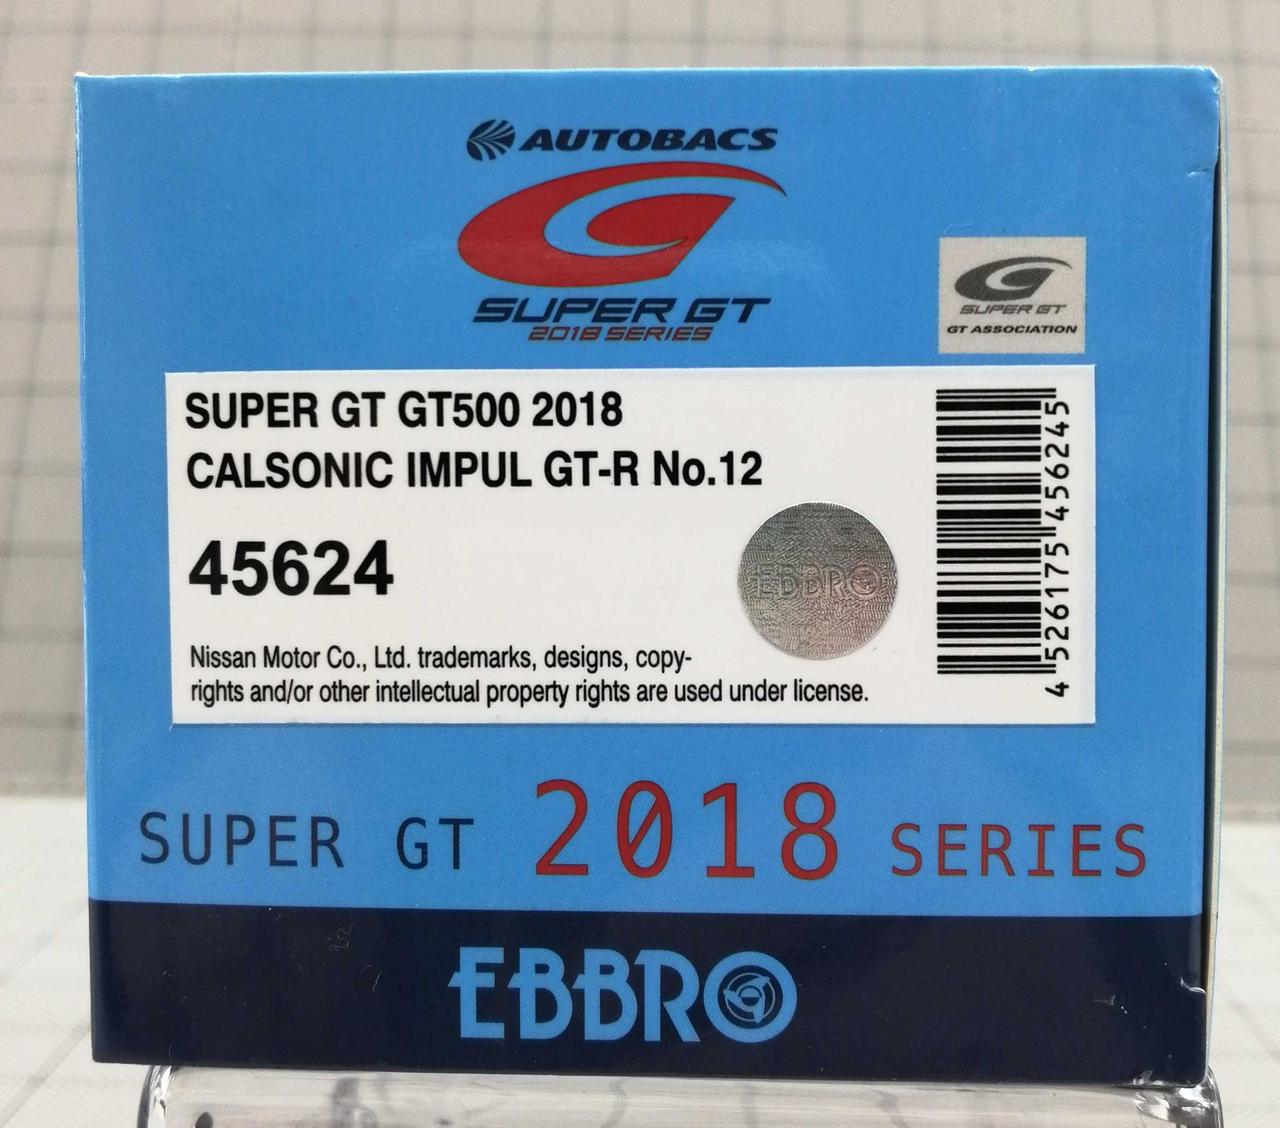 AUTOBACS
SUPER GT
2018 SERIES
SUPER GT
GT ASSOCIATION
SUPER GT GT500 2018
CALSONIC IMPUL GT-R No.12
45624
EBBRO
Nissan Motor Co., Ltd. trademarks, designs, copy-
rights and/or other intellectual property rights are used under license.
4 526175 456245
SUPER GT 2018 SERIES
EBBRO